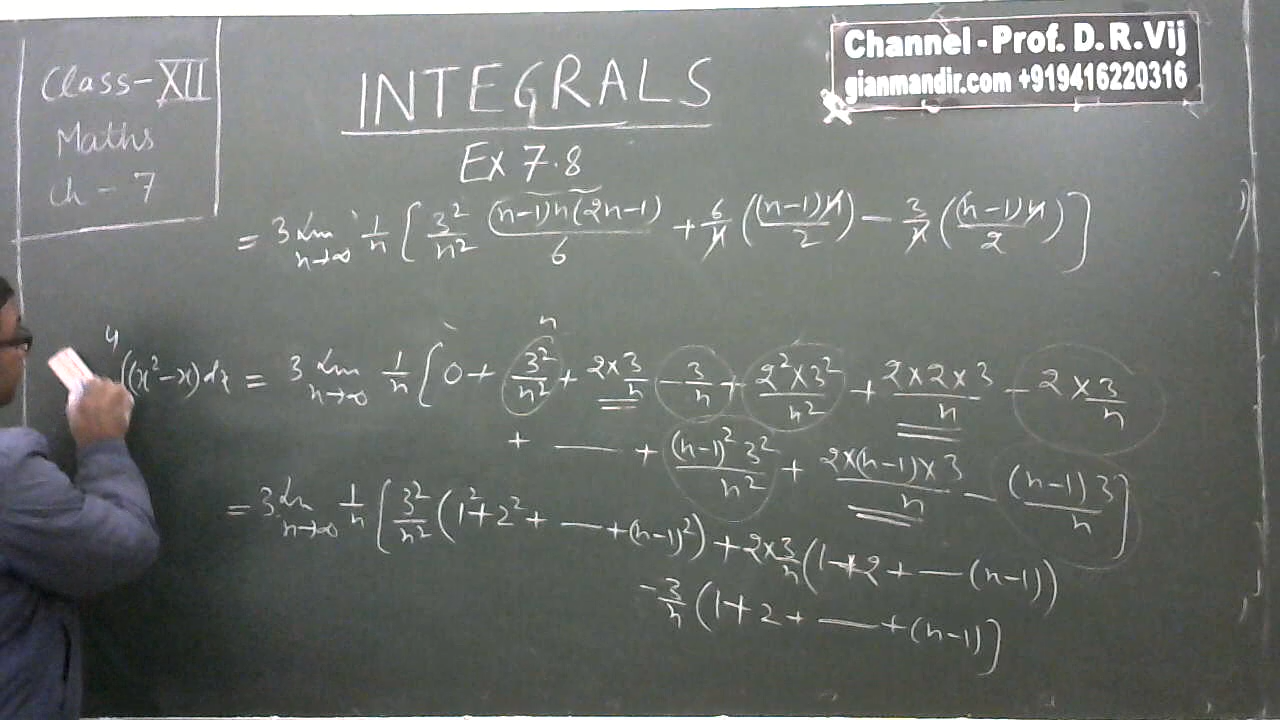 Class-XII
Maths
Ch - 7
INTEGRALS
Ex 7.8
Channel - Prof. D. R. Vij
gianmandir.com +919416220316
= 3 lim n→∞ 1/n [ 3²/n² (n-1)n(2n-1)/6 + 6/n ((n-1)n/2) - 3/n ((n-1)n/2) ]
4 ∫(x²-x)dx = 3 lim n→∞ 1/n [ 0 + 3²/n² + 2×3/n - 3/n + 2²×3²/n² + 2×2×3/n - 2×3/n
n
+ — + (n-1)² 3²/n² + 2×(n-1)×3/n - (n-1)3/n ]
= 3 lim n→∞ 1/n [ 3²/n² (1²+2²+ — +(n-1)²) + 2×3/n (1+2+ — (n-1))
- 3/n (1+2+ — +(n-1) ]